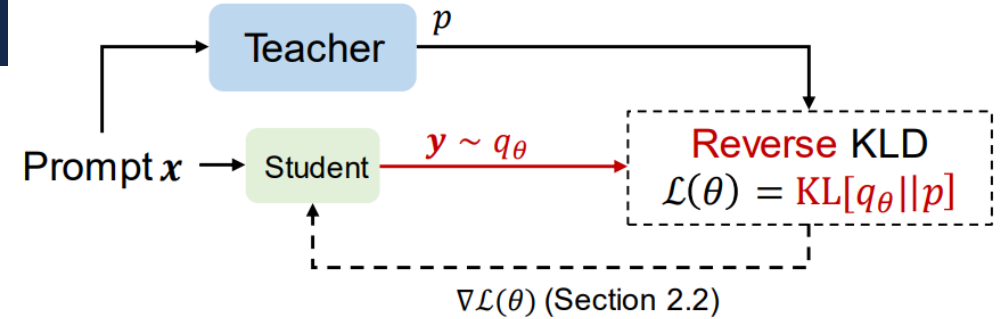 p
Teacher
Prompt x
Student
y ~ qθ
Reverse KLD
ℒ(θ) = KL[qθ||p]
∇ℒ(θ) (Section 2.2)